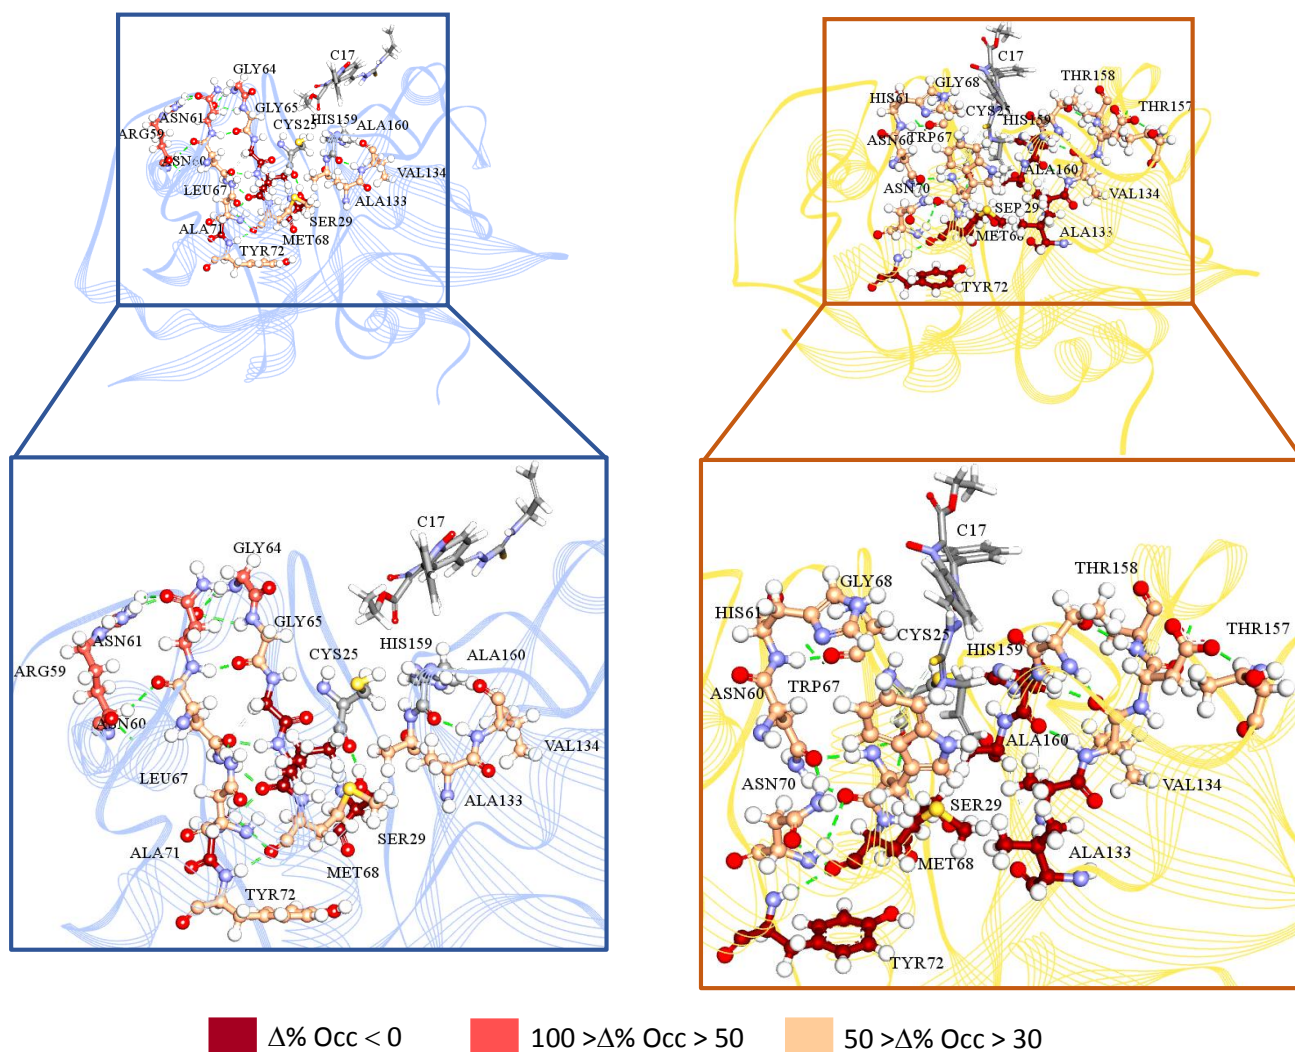 C17
GLY64
GLY65
ASN61
CYS25
HIS159
ALA160
ARG59
VAL134
LEU67
ALA133
SER29
ALA71
MET68
TYR72
C17
THR158
GLY68
HIS61
CYS25
THR157
HIS159
ASN60
TRP67
ALA160
ASN70
VAL134
ALA133
TYR72
C17
GLY64
GLY65
ASN61
CYS25
HIS159
ALA160
ARG59
ASN60
VAL134
LEU67
ALA133
SER29
ALA71
MET68
TYR72
C17
THR158
GLY68
HIS61
CYS25
HIS159
THR157
ASN60
TRP67
ALA160
ASN70
VAL134
SER29
ALA133
MET68
TYR72
Δ% Occ < 0
100 >Δ% Occ > 50
50 >Δ% Occ > 30